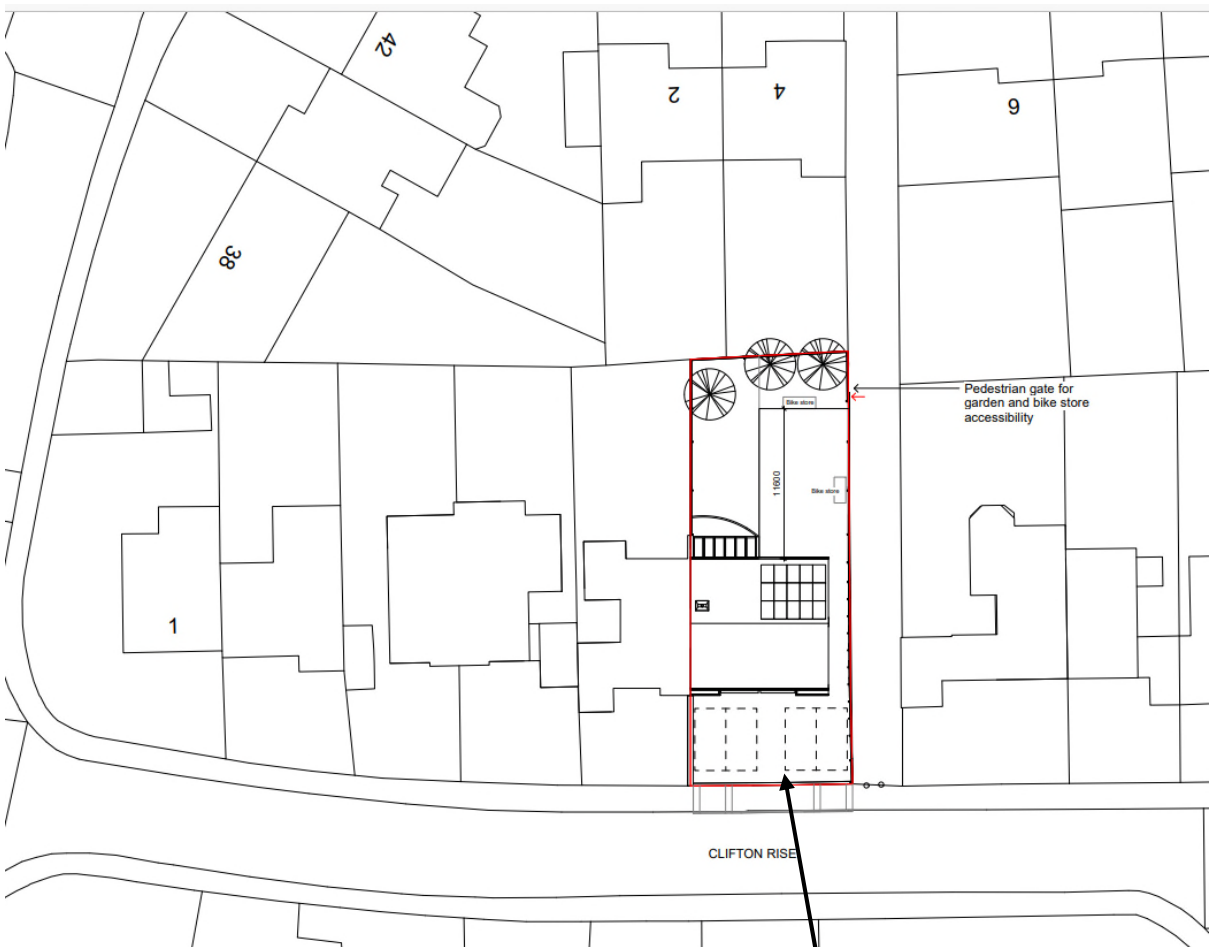 42
2
4
6
38
Pedestrian gate for
garden and bike store
accessibility
Bike store
11600
Bike store
1
CLIFTON RISE